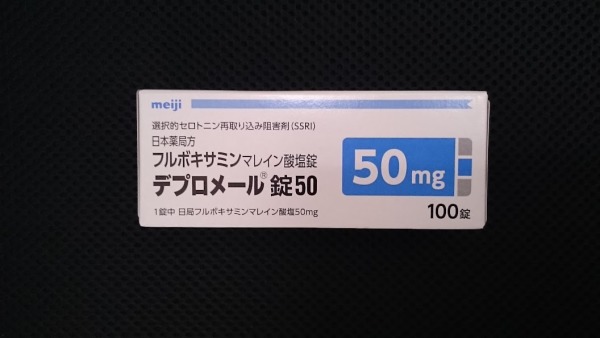 meiji
選択的セロトニン再取り込み阻害剤(SSRI)
日本薬局方
フルボキサミンマレイン酸塩錠
デプロメール®錠50
50mg
1錠中 日局フルボキサミンマレイン酸塩50mg
100錠